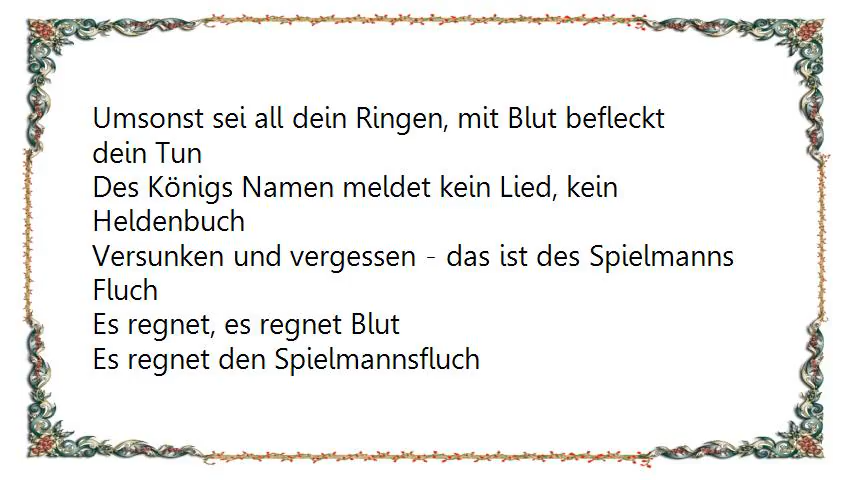 Umsonst sei all dein Ringen, mit Blut befleckt
dein Tun
Des Königs Namen meldet kein Lied, kein
Heldenbuch
Versunken und vergessen - das ist des Spielmanns
Fluch
Es regnet, es regnet Blut
Es regnet den Spielmannsfluch